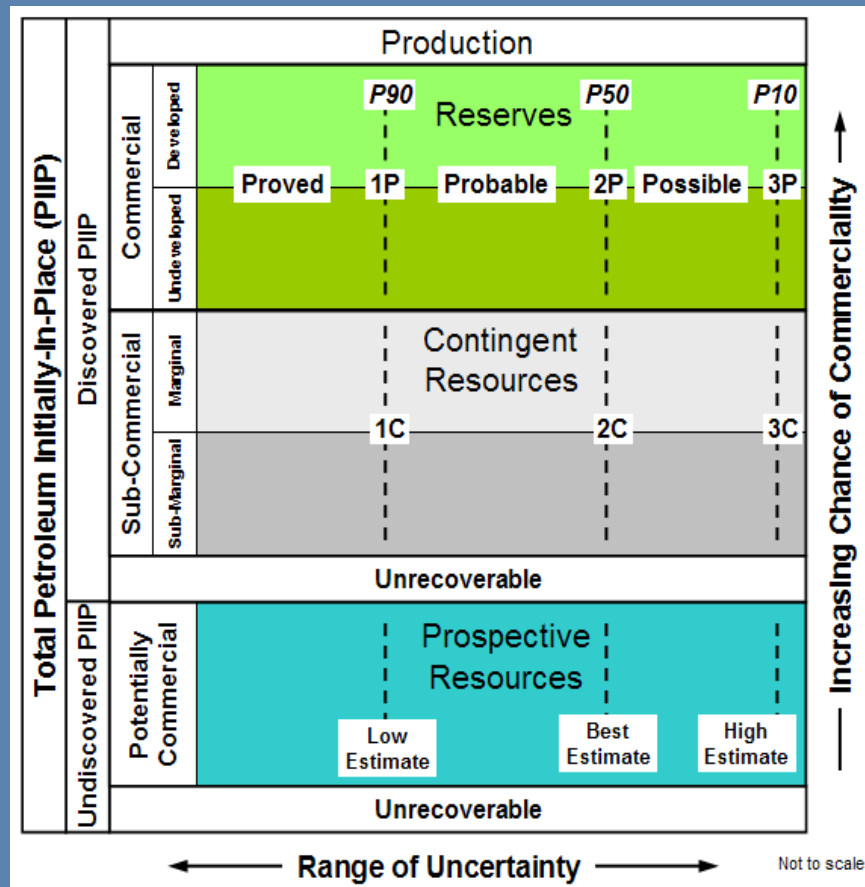 Production
Total Petroleum Initially-In-Place (PIIP)
Discovered PIIP
Commercial
Developed
P90
P50
P10
Reserves
Proved
1P
Probable
2P
Possible
3P
Undeveloped
Sub-Commercial
Marginal
Contingent
Resources
1C
2C
3C
Sub-Marginal
Unrecoverable
Undiscovered PIIP
Potentially
Commercial
Prospective
Resources
Low
Estimate
Best
Estimate
High
Estimate
Unrecoverable
Increasing Chance of Commerciality
Range of Uncertainty
Not to scale